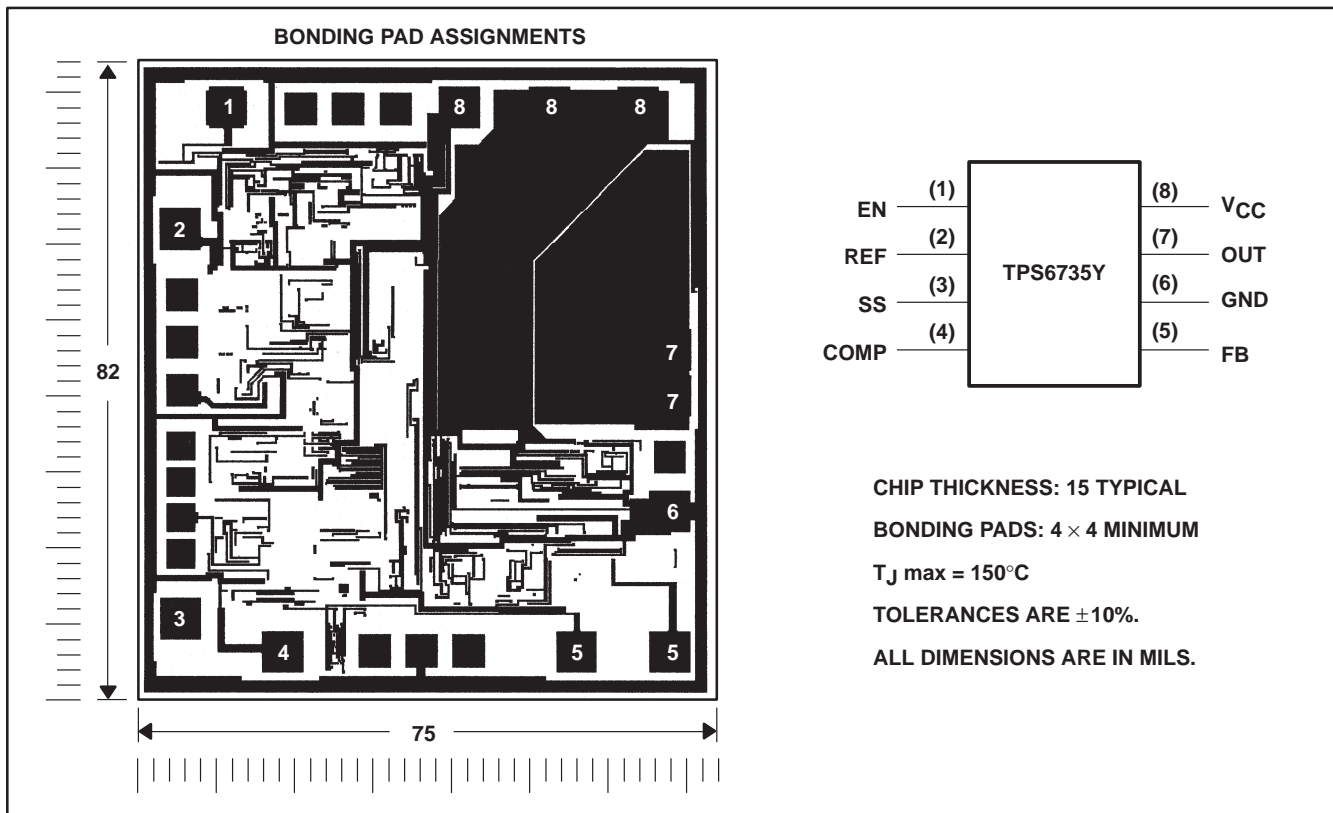 BONDING PAD ASSIGNMENTS
1
8
8
8
2
7
7
82
6
3
4
5
5
75
(1)
EN
(2)
REF
(3)
SS
(4)
COMP
TPS6735Y
(8)
VCC
(7)
OUT
(6)
GND
(5)
FB
CHIP THICKNESS: 15 TYPICAL
BONDING PADS: 4 × 4 MINIMUM
TJ max = 150°C
TOLERANCES ARE ±10%.
ALL DIMENSIONS ARE IN MILS.